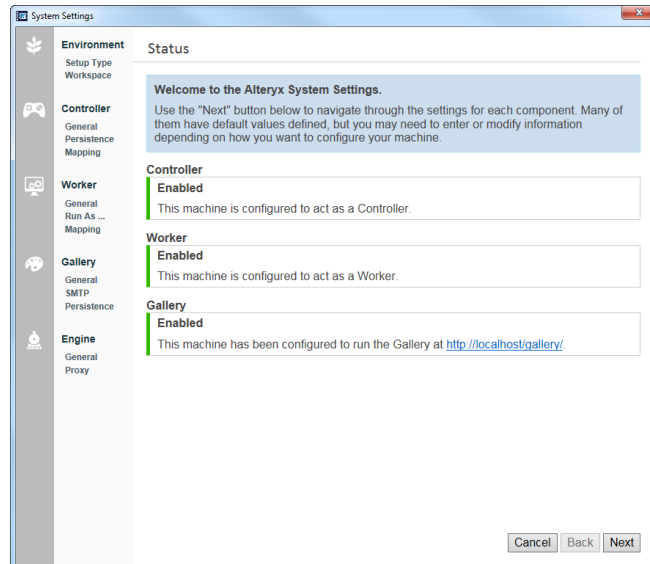 System Settings
Environment
Setup Type
Workspace
Controller
General
Persistence
Mapping
Worker
General
Run As ...
Mapping
Gallery
General
SMTP
Persistence
Engine
General
Proxy
Status
Welcome to the Alteryx System Settings.
Use the "Next" button below to navigate through the settings for each component. Many of
them have default values defined, but you may need to enter or modify information
depending on how you want to configure your machine.
Controller
Enabled
This machine is configured to act as a Controller.
Worker
Enabled
This machine is configured to act as a Worker.
Gallery
Enabled
This machine has been configured to run the Gallery at http://localhost/gallery/.
Cancel Back Next